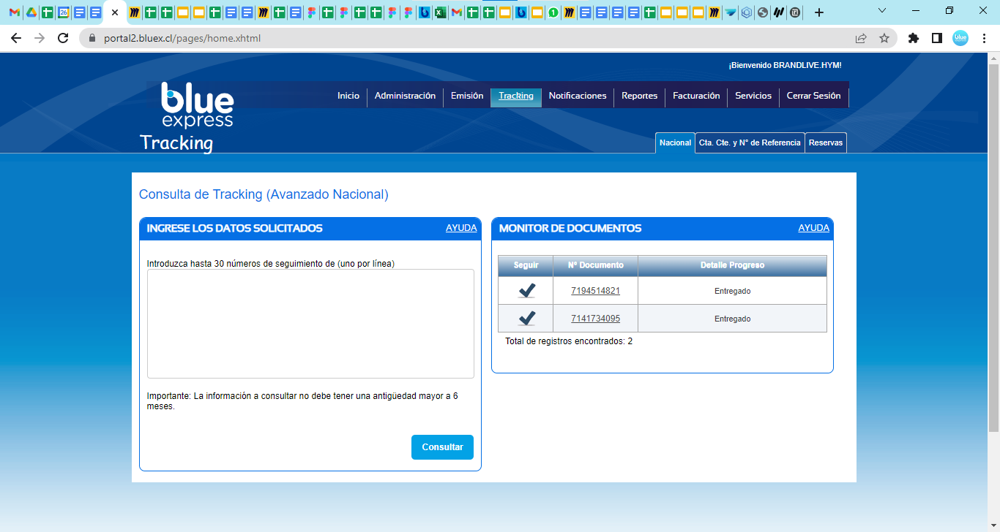 26
1
portal2.bluex.cl/pages/home.xhtml
blue
¡Bienvenido BRANDLIVE.HYM!
blue
express
Inicio
Administración
Emisión
Tracking
Notificaciones
Reportes
Facturación
Servicios
Cerrar Sesión
Tracking
Nacional
Cta. Cte. y N° de Referencia
Reservas
Consulta de Tracking (Avanzado Nacional)
INGRESE LOS DATOS SOLICITADOS
AYUDA
Introduzca hasta 30 números de seguimiento de (uno por línea)
Importante: La información a consultar no debe tener una antigüedad mayor a 6
meses.
Consultar
MONITOR DE DOCUMENTOS
AYUDA
Seguir Nº Documento Detalle Progreso
7194514821 Entregado
7141734095 Entregado
Total de registros encontrados: 2